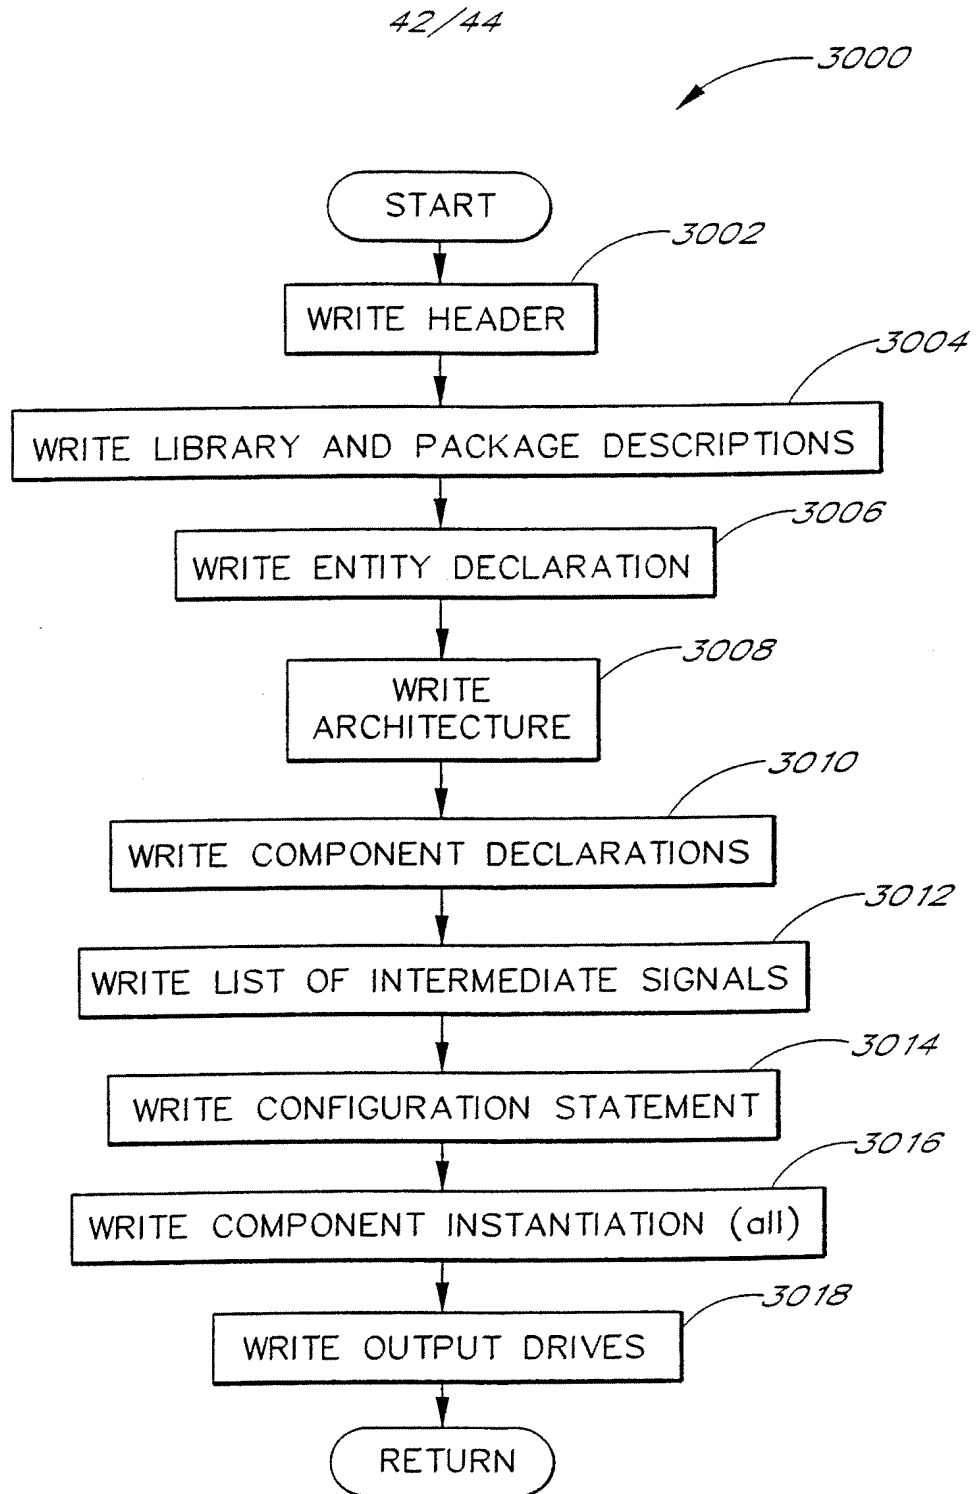 42/44
3000
START
3002
WRITE HEADER
3004
WRITE LIBRARY AND PACKAGE DESCRIPTIONS
3006
WRITE ENTITY DECLARATION
3008
WRITE
ARCHITECTURE
3010
WRITE COMPONENT DECLARATIONS
3012
WRITE LIST OF INTERMEDIATE SIGNALS
3014
WRITE CONFIGURATION STATEMENT
3016
WRITE COMPONENT INSTANTIATION (all)
3018
WRITE OUTPUT DRIVES
RETURN